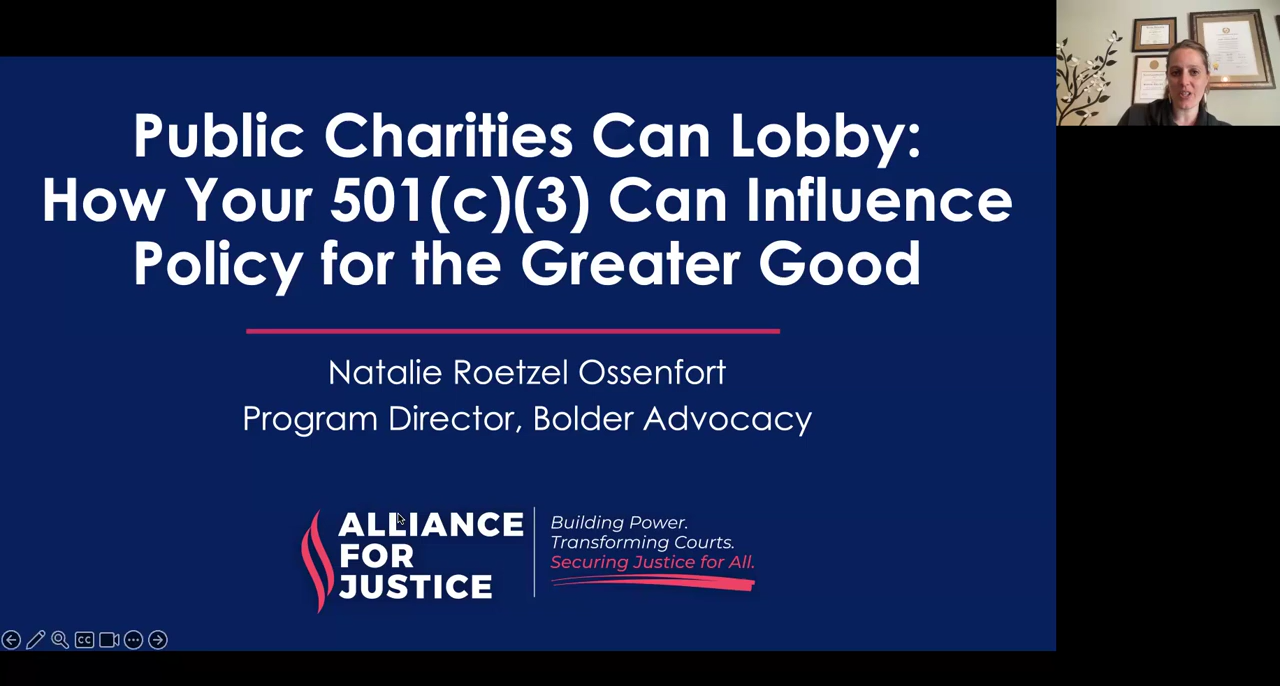 Public Charities Can Lobby:
How Your 501(c)(3) Can Influence
Policy for the Greater Good
Natalie Roetzel Ossenfort
Program Director, Bolder Advocacy
ALLIANCE
FOR
JUSTICE
Building Power.
Transforming Courts.
Securing Justice for All.
CC